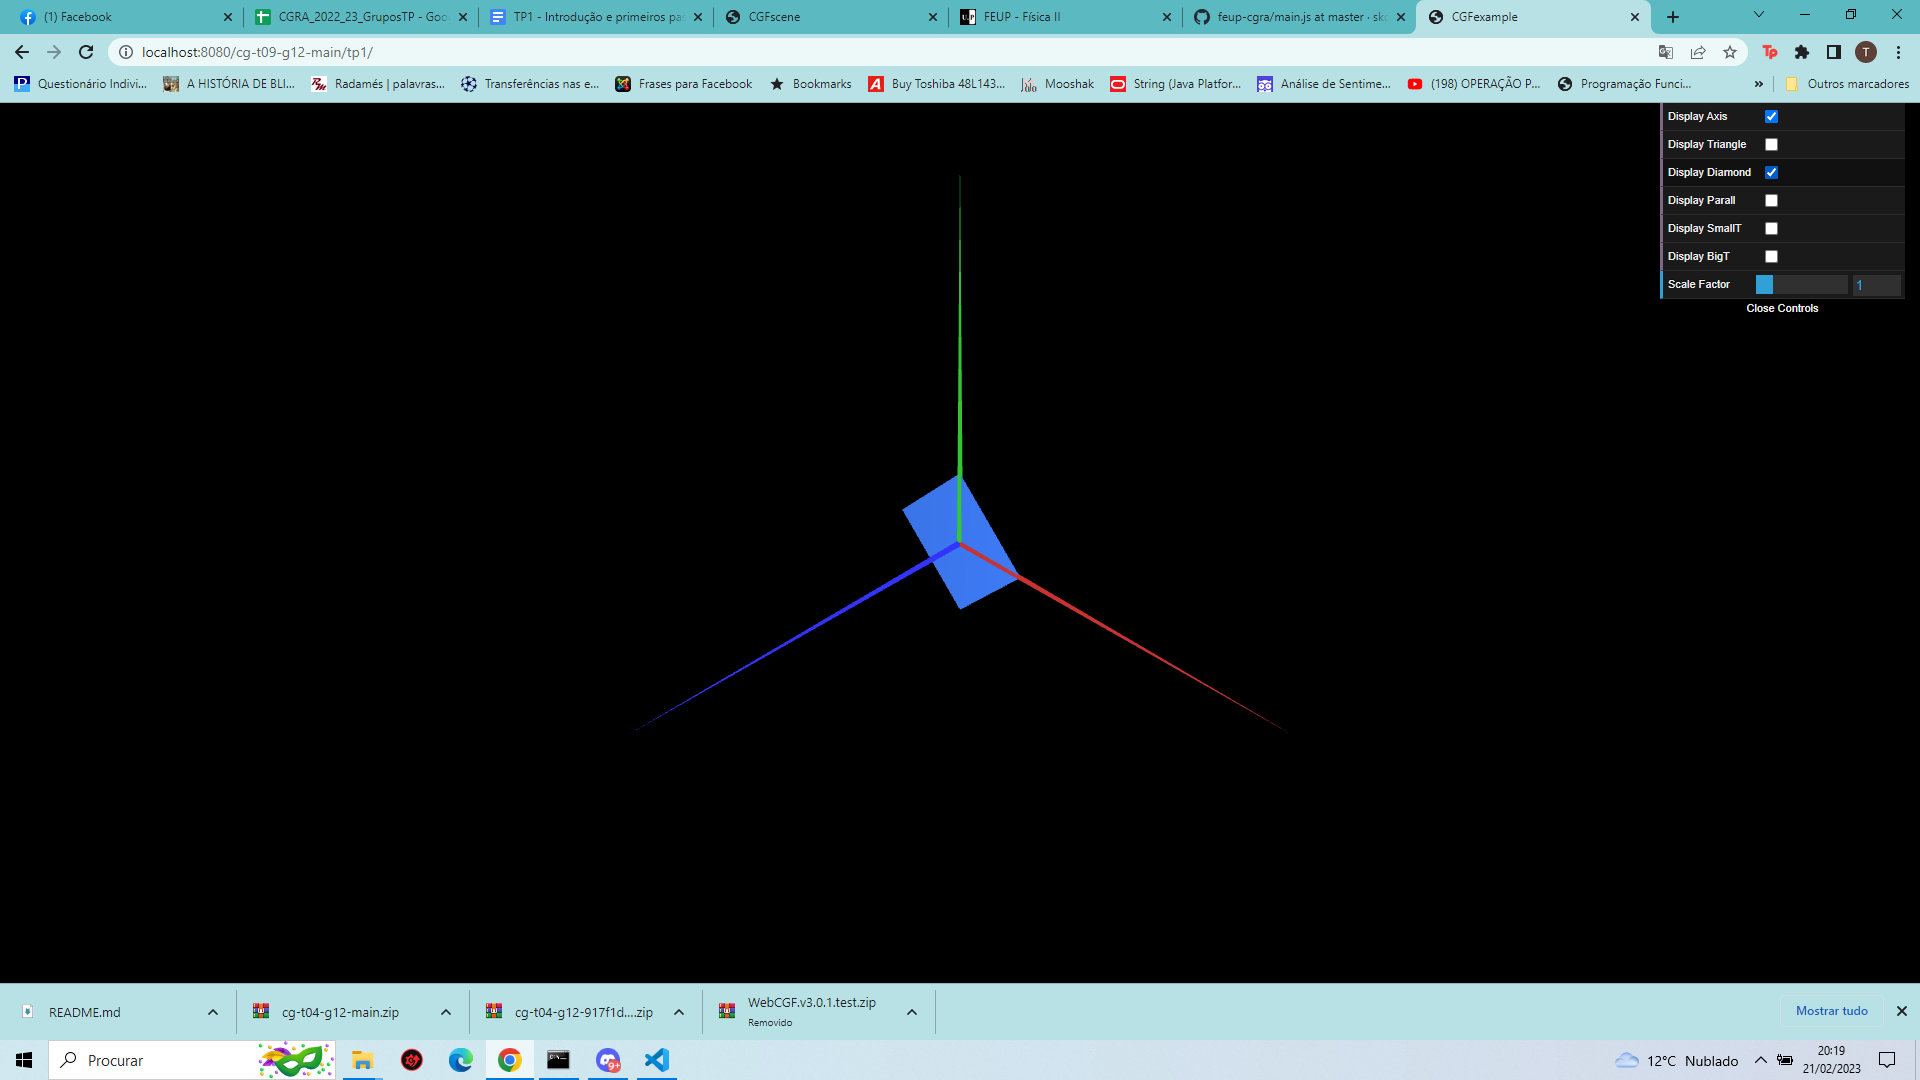 (1) Facebook
CGRA_2022_23_GruposTP - Goo
TP1 - Introdução e primeiros pa
CGFscene
FEUP - Física II
feup-cgra/main.js at master · sk
CGFexample
localhost:8080/cg-t09-g12-main/tp1/
T
Questionário Indivi...
A HISTÓRIA DE BLI...
Radamés | palavras...
Transferências nas e...
Frases para Facebook
Bookmarks
Buy Toshiba 48L143...
Mooshak
String (Java Platfor...
Análise de Sentime...
(198) OPERAÇÃO P...
Programação Funci...
»
Outros marcadores
Display Axis
Display Triangle
Display Diamond
Display Parall
Display SmallT
Display BigT
Scale Factor
1
Close Controls
README.md
cg-t04-g12-main.zip
cg-t04-g12-917f1d....zip
WebCGF.v3.0.1.test.zip
Removido
Mostrar tudo
Procurar
9+
12°C Nublado
20:19
21/02/2023